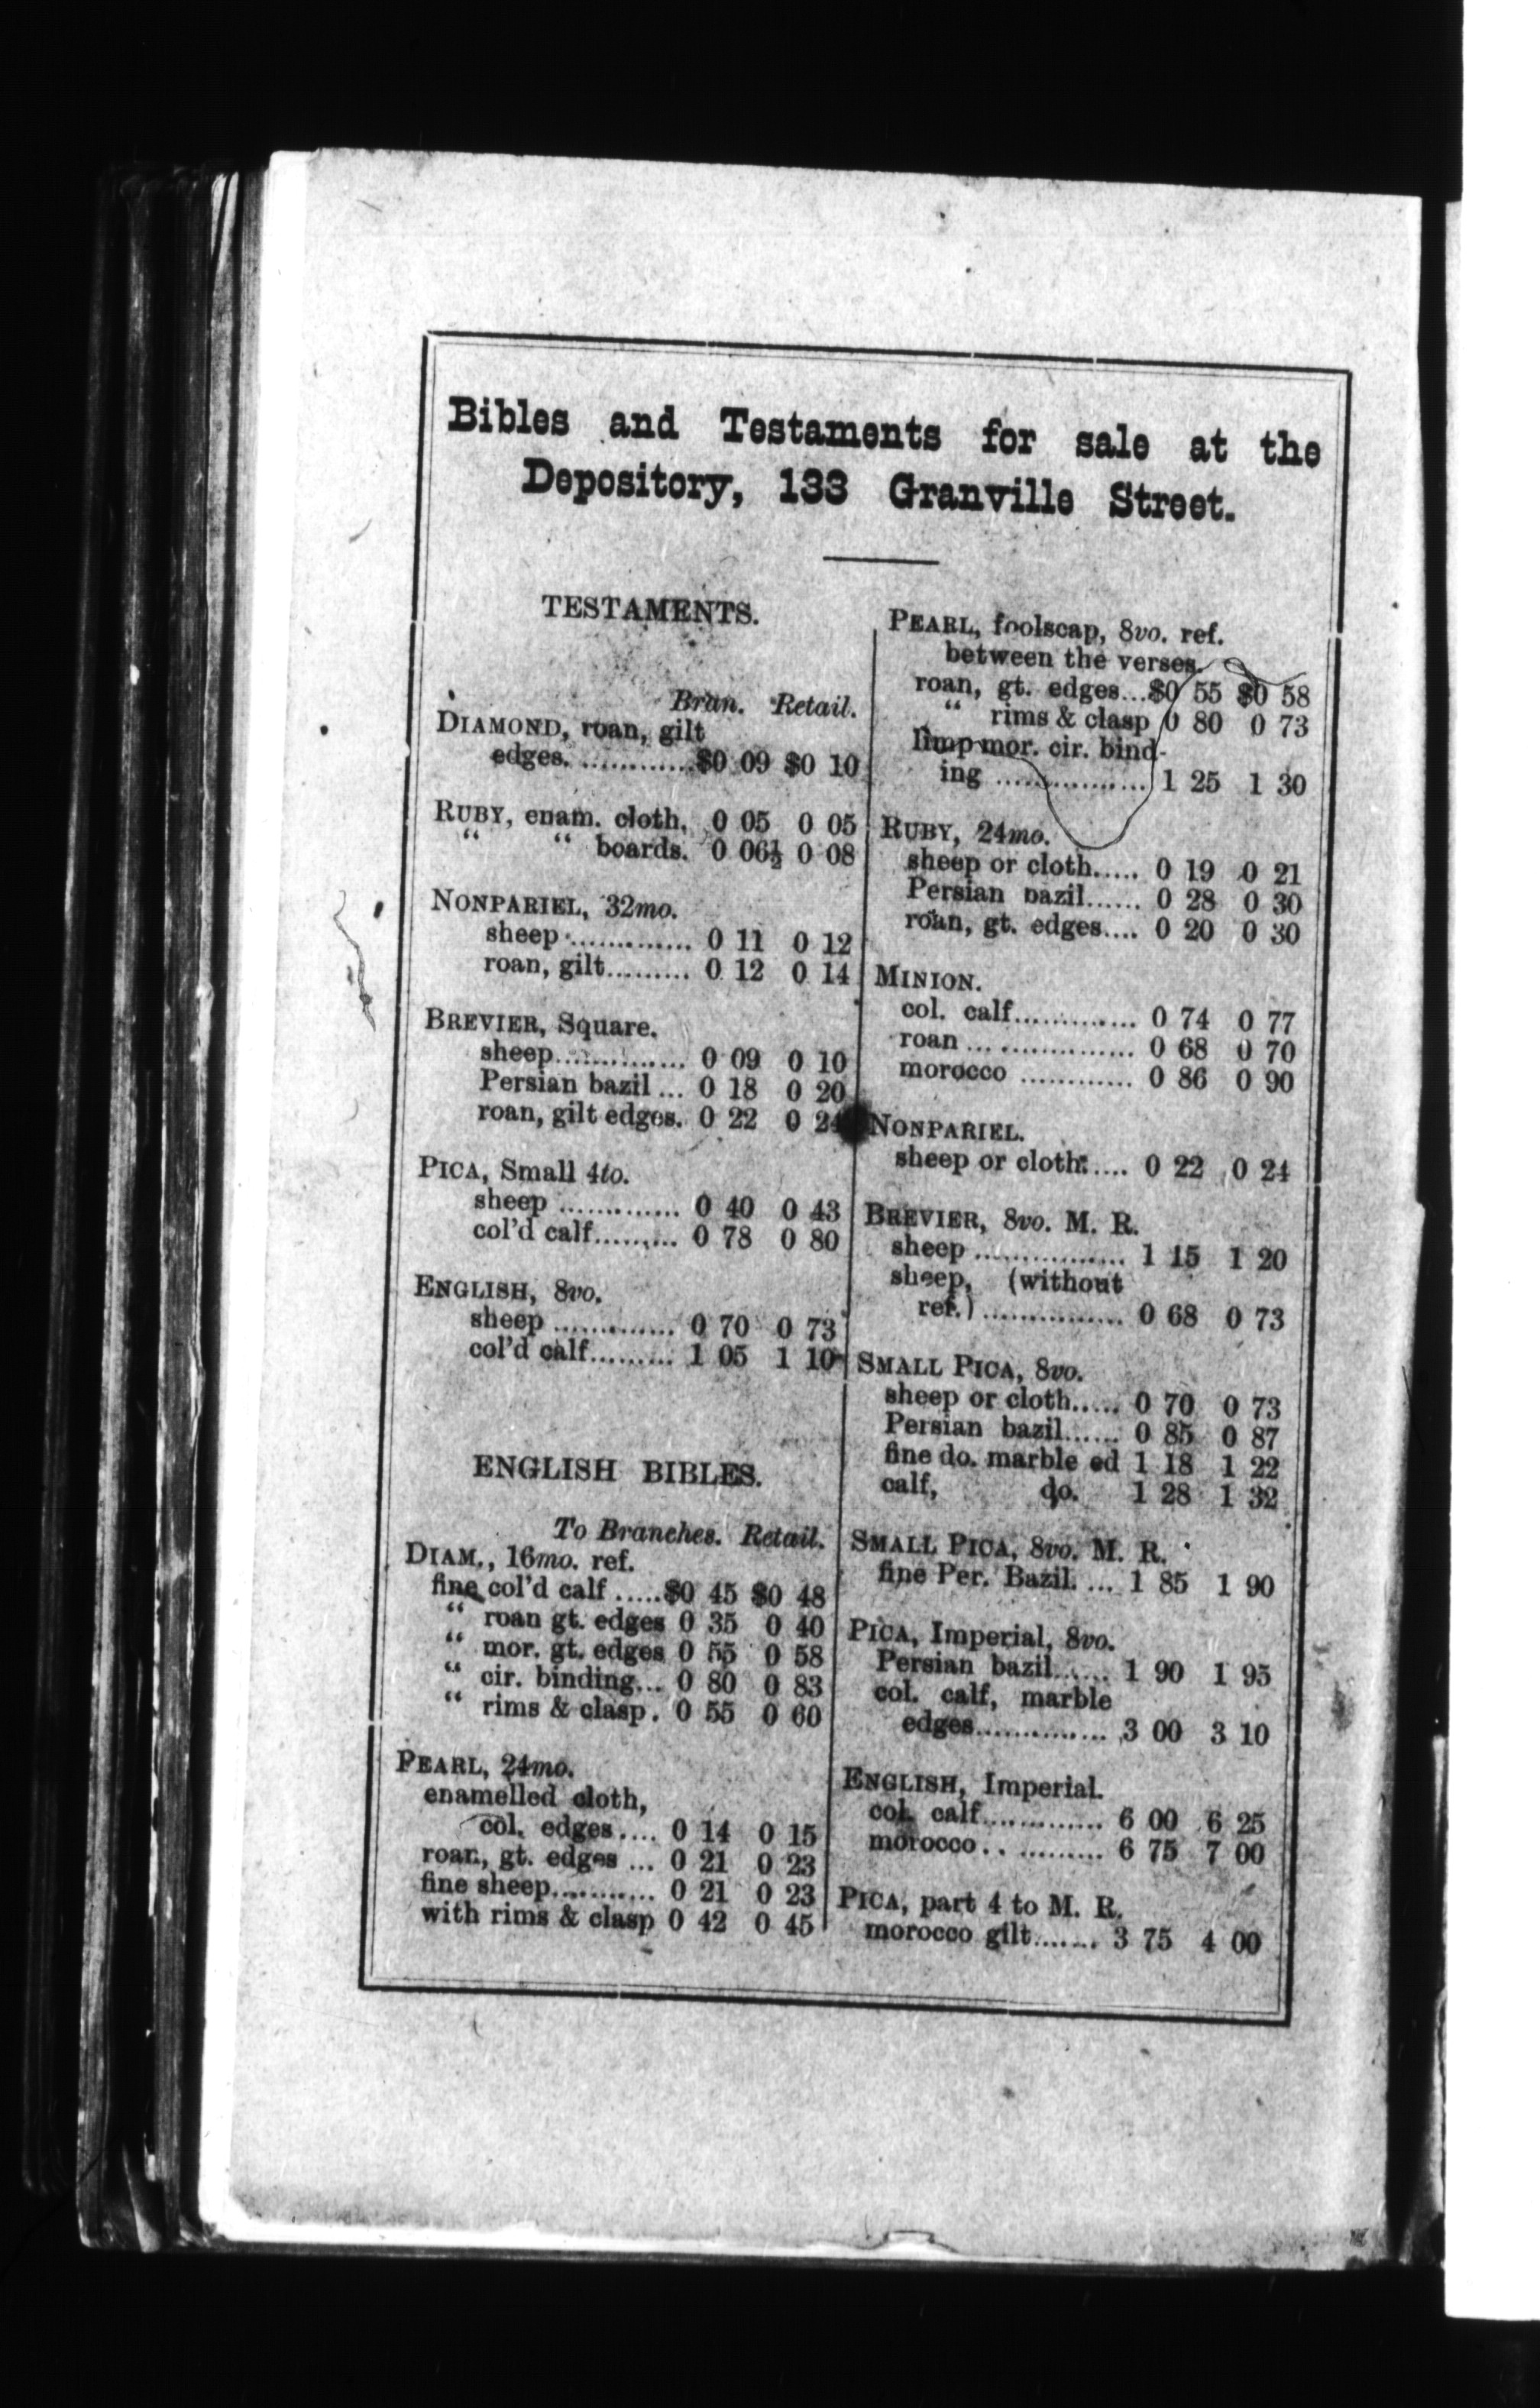 Bibles and Testaments for sale at the
Depository, 133 Granville Street.
TESTAMENTS.
Bran. Retail.
DIAMOND, roan, gilt
edges. ............$0 09 $0 10
RUBY, enam. cloth, 0 05 0 05
“ “ boards. 0 06½ 0 08
NONPARIEL, 32mo.
sheep ............. 0 11 0 12
roan, gilt......... 0 12 0 14
BREVIER, Square.
sheep.............. 0 09 0 10
Persian bazil ... 0 18 0 20
roan, gilt edges. 0 22 0 24
PICA, Small 4to.
sheep ............. 0 40 0 43
col'd calf......... 0 78 0 80
ENGLISH, 8vo.
sheep ............. 0 70 0 73
col'd calf......... 1 05 1 10
ENGLISH BIBLES.
To Branches. Retail.
DIAM., 16mo. ref.
fine col'd calf .....$0 45 $0 48
“ roan gt. edges 0 35 0 40
“ mor. gt. edges 0 55 0 58
“ cir. binding... 0 80 0 83
“ rims & clasp. 0 55 0 60
PEARL, 24mo.
enamelled cloth,
col. edges.... 0 14 0 15
roan, gt. edges ... 0 21 0 23
fine sheep........... 0 21 0 23
with rims & clasp 0 42 0 45
PEARL, foolscap, 8vo. ref.
between the verses.
roan, gt. edges...$0 55 $0 58
“ rims & clasp 0 80 0 73
limp mor. cir. bind-
ing ................ 1 25 1 30
RUBY, 24mo.
sheep or cloth..... 0 19 0 21
Persian bazil...... 0 28 0 30
roan, gt. edges.... 0 20 0 30
MINION.
col. calf............. 0 74 0 77
roan .................. 0 68 0 70
morocco ............ 0 86 0 90
NONPARIEL.
sheep or cloth..... 0 22 0 24
BREVIER, 8vo. M. R.
sheep ................ 1 15 1 20
sheep, (without
ref.) ............... 0 68 0 73
SMALL PICA, 8vo.
sheep or cloth..... 0 70 0 73
Persian bazil...... 0 85 0 87
fine do. marble ed 1 18 1 22
calf, do. 1 28 1 32
SMALL PICA, 8vo. M. R.
fine Per. Bazil. ... 1 85 1 90
PICA, Imperial, 8vo.
Persian bazil...... 1 90 1 95
col. calf, marble
edges.............. 3 00 3 10
ENGLISH, Imperial.
col. calf............. 6 00 6 25
morocco.. ......... 6 75 7 00
PICA, part 4 to M. R.
morocco gilt....... 3 75 4 00